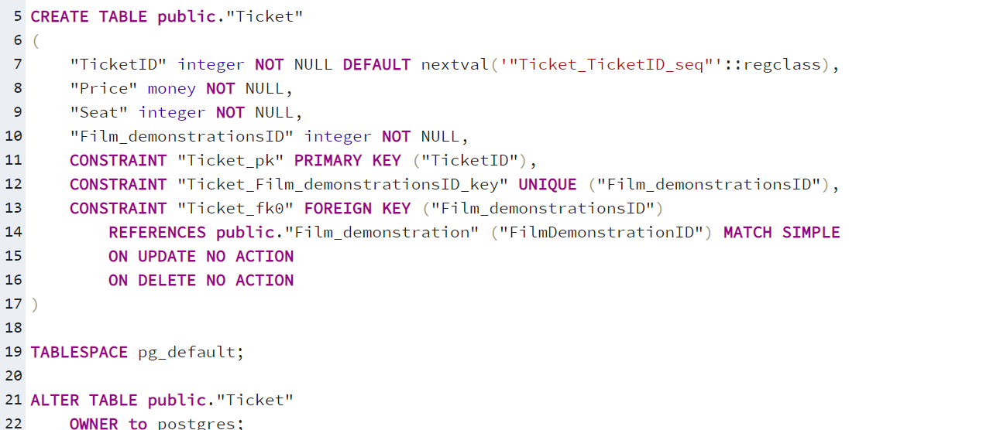 5 CREATE TABLE public."Ticket"
6 (
7     "TicketID" integer NOT NULL DEFAULT nextval('"Ticket_TicketID_seq"'::regclass),
8     "Price" money NOT NULL,
9     "Seat" integer NOT NULL,
10     "Film_demonstrationsID" integer NOT NULL,
11     CONSTRAINT "Ticket_pk" PRIMARY KEY ("TicketID"),
12     CONSTRAINT "Ticket_Film_demonstrationsID_key" UNIQUE ("Film_demonstrationsID"),
13     CONSTRAINT "Ticket_fk0" FOREIGN KEY ("Film_demonstrationsID")
14         REFERENCES public."Film_demonstration" ("FilmDemonstrationID") MATCH SIMPLE
15         ON UPDATE NO ACTION
16         ON DELETE NO ACTION
17 )
18
19 TABLESPACE pg_default;
20
21 ALTER TABLE public."Ticket"
22     OWNER to postgres;